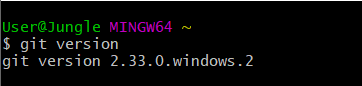 User@Jungle MINGW64 ~
$ git version
git version 2.33.0.windows.2